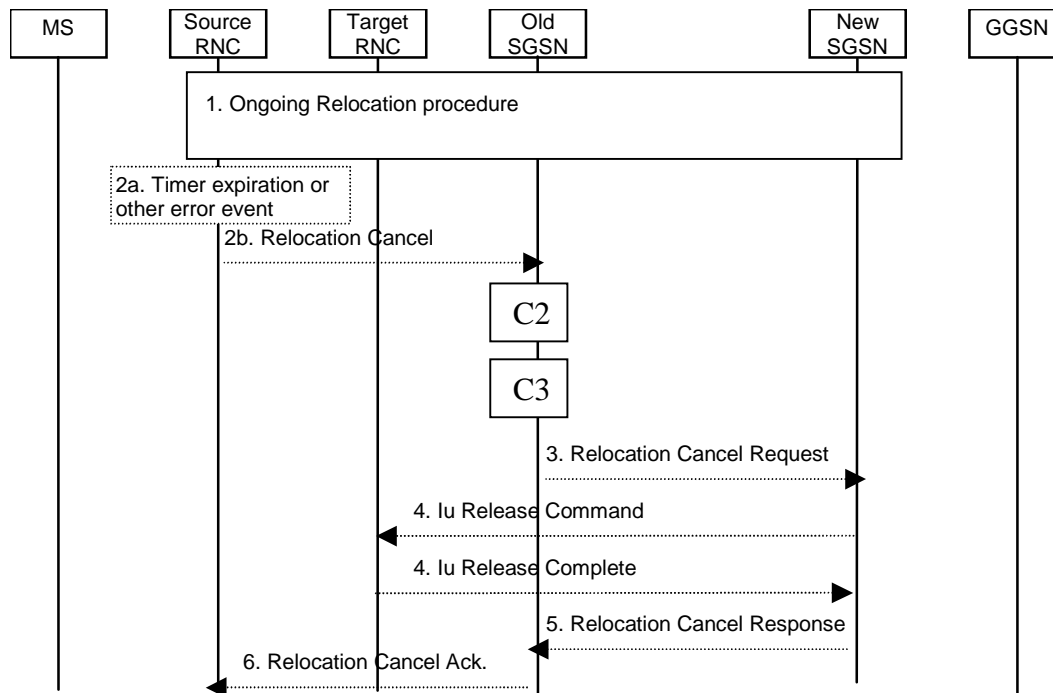 MS
Source
RNC
Target
RNC
Old
SGSN
New
SGSN
GGSN
1. Ongoing Relocation procedure
2a. Timer expiration or
other error event
2b. Relocation Cancel
C2
C3
3. Relocation Cancel Request
4. Iu Release Command
4. Iu Release Complete
5. Relocation Cancel Response
6. Relocation Cancel Ack.